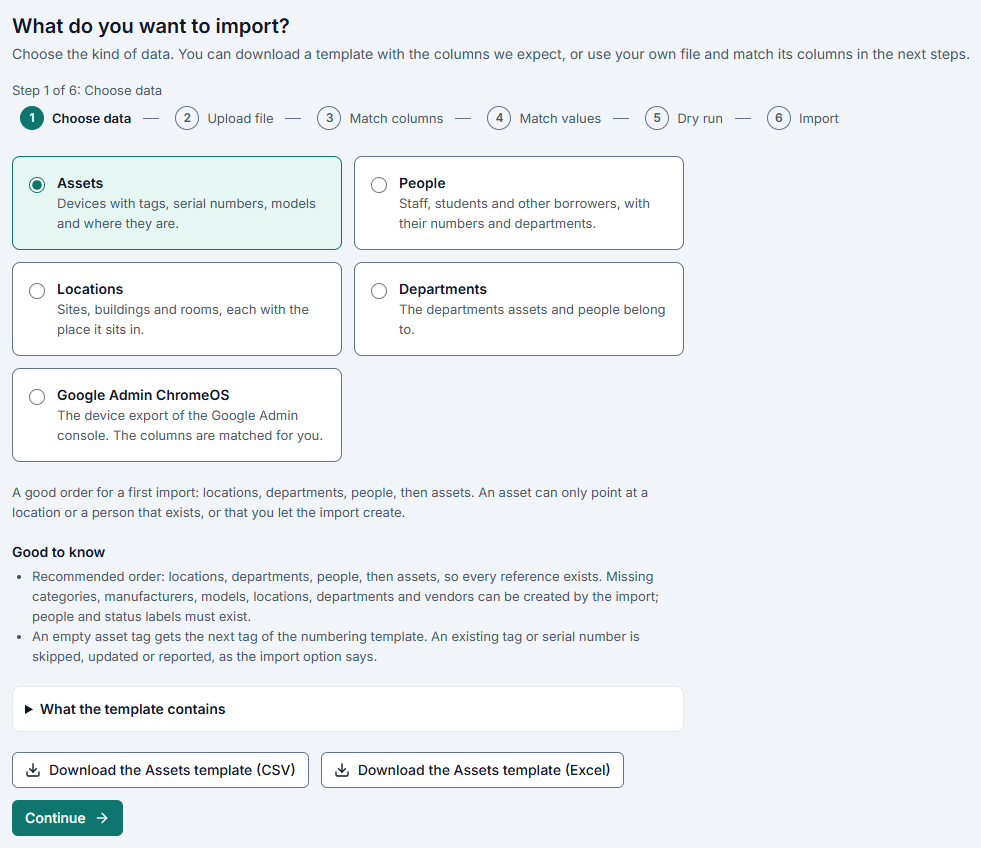 What do you want to import?
Choose the kind of data. You can download a template with the columns we expect, or use your own file and match its columns in the next steps.
Step 1 of 6: Choose data
1 Choose data — 2 Upload file — 3 Match columns — 4 Match values — 5 Dry run — 6 Import
Assets
Devices with tags, serial numbers, models
and where they are.
People
Staff, students and other borrowers, with
their numbers and departments.
Locations
Sites, buildings and rooms, each with the
place it sits in.
Departments
The departments assets and people belong
to.
Google Admin ChromeOS
The device export of the Google Admin
console. The columns are matched for you.
A good order for a first import: locations, departments, people, then assets. An asset can only point at a
location or a person that exists, or that you let the import create.
Good to know
• Recommended order: locations, departments, people, then assets, so every reference exists. Missing
categories, manufacturers, models, locations, departments and vendors can be created by the import;
people and status labels must exist.
• An empty asset tag gets the next tag of the numbering template. An existing tag or serial number is
skipped, updated or reported, as the import option says.
What the template contains
Download the Assets template (CSV)
Download the Assets template (Excel)
Continue →